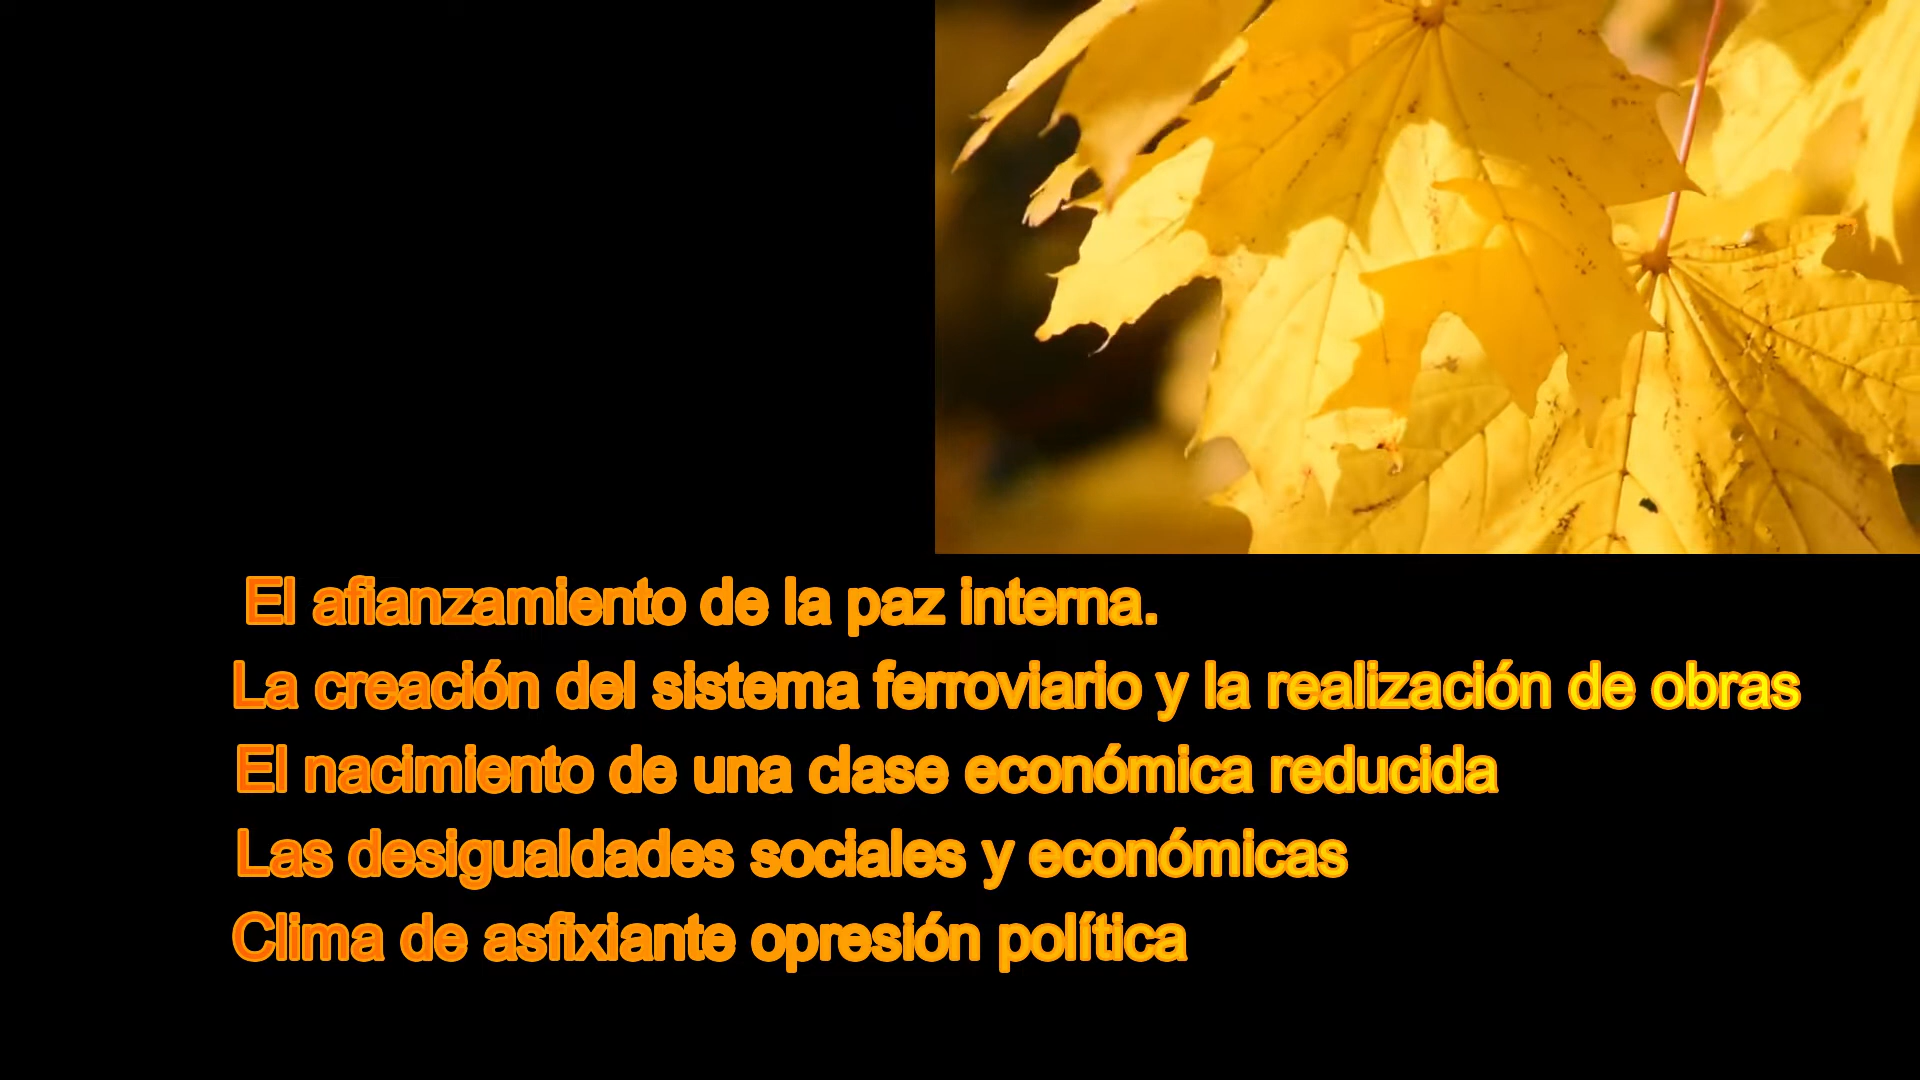 El afianzamiento de la paz interna.
La creación del sistema ferroviario y la realización de obras
El nacimiento de una clase económica reducida
Las desigualdades sociales y económicas
Clima de asfixiante opresión política